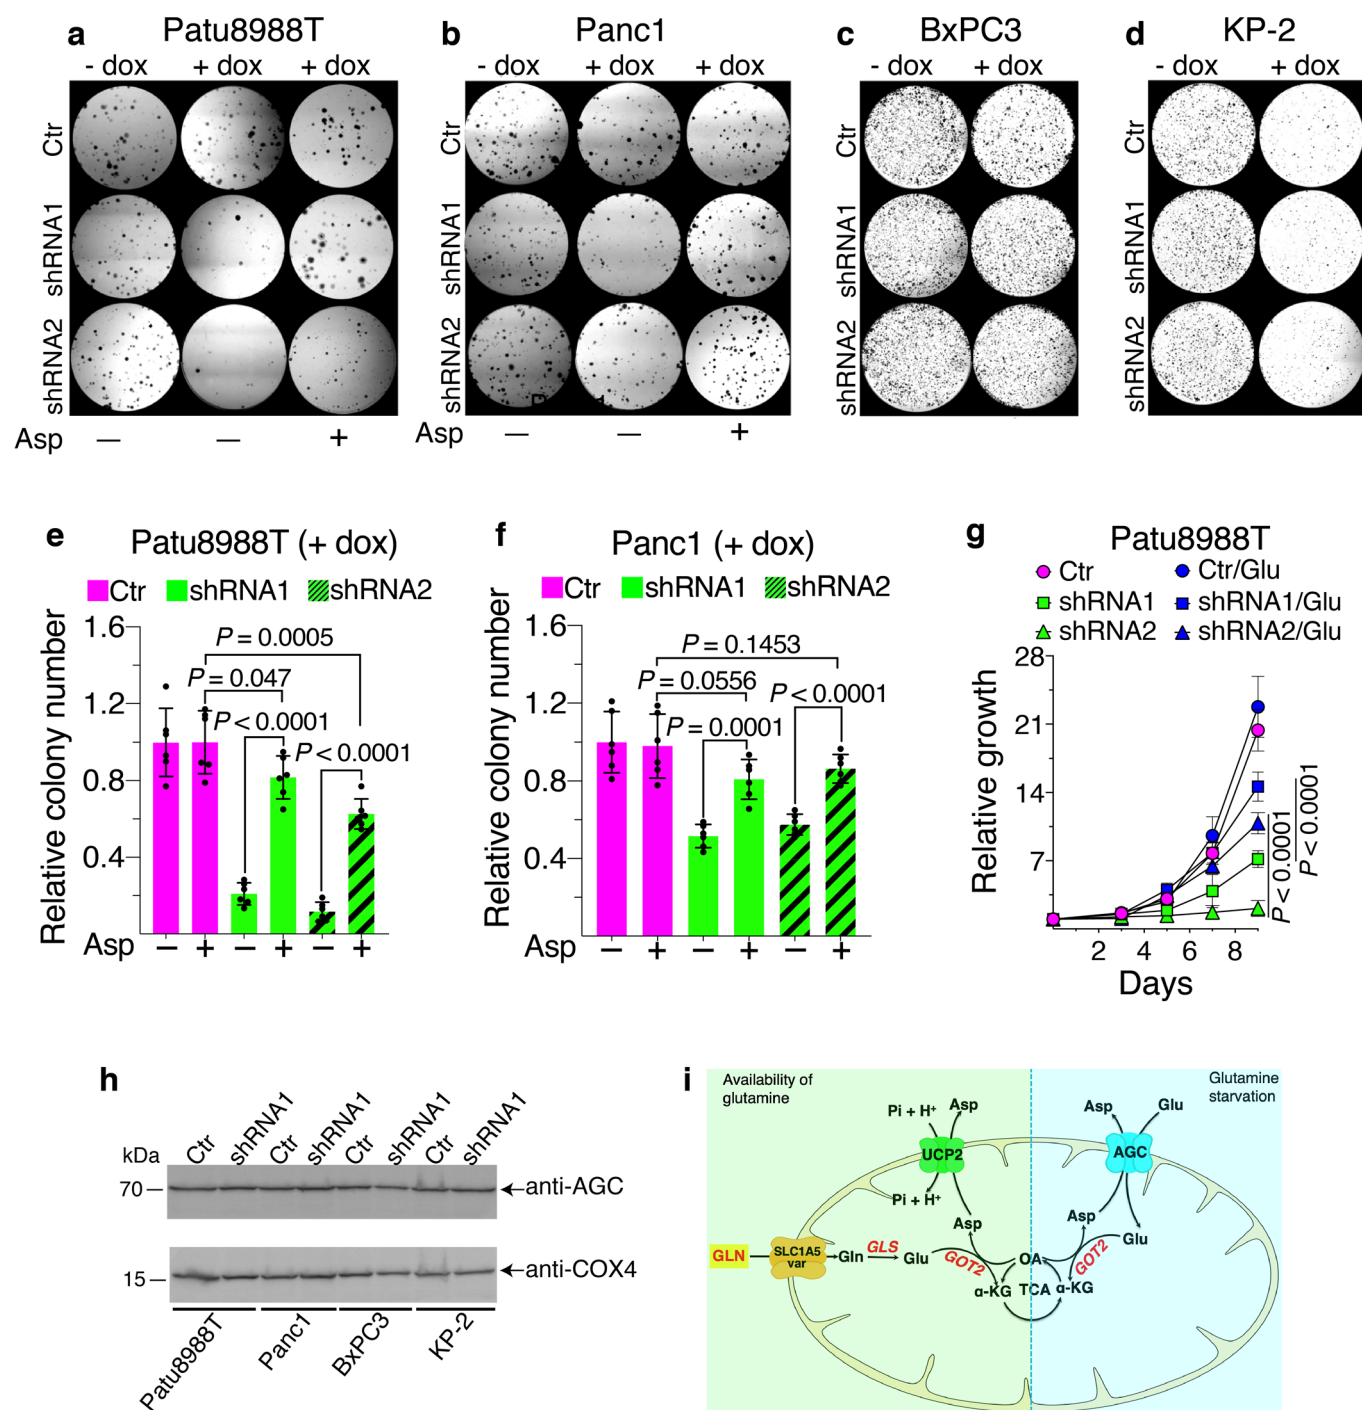 a Patu8988T
- dox + dox + dox
Ctr
shRNA1
shRNA2
Asp — — +
b Panc1
- dox + dox + dox
Ctr
shRNA1
shRNA2
Asp — — +
c BxPC3
- dox + dox
Ctr
shRNA1
shRNA2
d KP-2
- dox + dox
Ctr
shRNA1
shRNA2
e Patu8988T (+ dox)
Ctr shRNA1 shRNA2
Relative colony number
1.6
1.2
0.8
0.4
P = 0.0005
P = 0.047
P < 0.0001
P < 0.0001
Asp − + − + − +
f Panc1 (+ dox)
Ctr shRNA1 shRNA2
Relative colony number
1.6
1.2
0.8
0.4
P = 0.1453
P = 0.0556
P < 0.0001
P = 0.0001
Asp − + − + − +
g Patu8988T
Ctr Ctr/Glu
shRNA1 shRNA1/Glu
shRNA2 shRNA2/Glu
Relative growth
28
21
14
7
P < 0.0001
P < 0.0001
2 4 6 8
Days
h
Ctr shRNA1 Ctr shRNA1 Ctr shRNA1 Ctr shRNA1
kDa
70
anti-AGC
15
anti-COX4
Patu8988T Panc1 BxPC3 KP-2
i
Availability of
glutamine
Glutamine
starvation
Pi + H⁺ Asp
UCP2
Pi + H⁺
Asp
Asp Glu
AGC
Asp
Glu
GLN
SLC1A5
var
Gln GLS Glu GOT2 OA GOT2
α-KG TCA α-KG